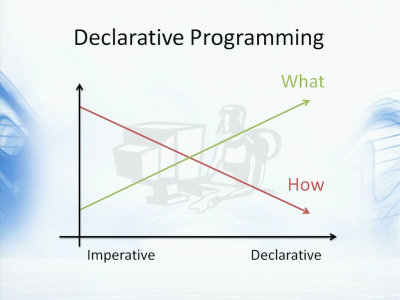 Declarative Programming
What
How
Imperative
Declarative